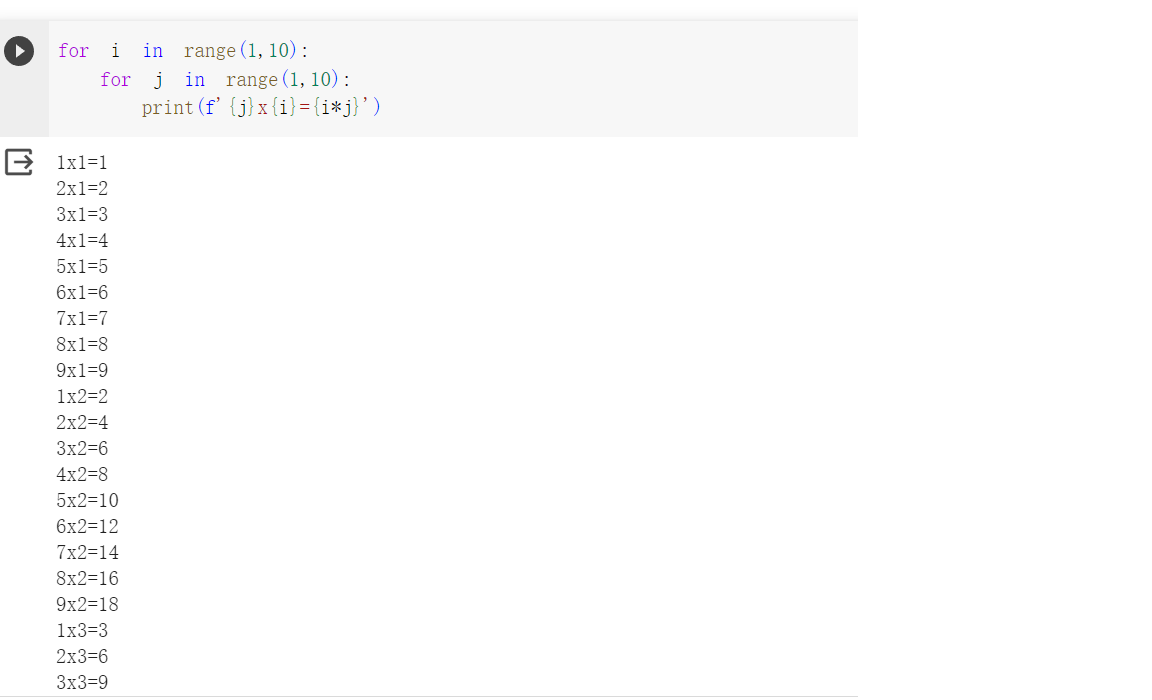 for i in range(1,10):
    for j in range(1,10):
        print(f'{j}x{i}={i*j}')
1x1=1
2x1=2
3x1=3
4x1=4
5x1=5
6x1=6
7x1=7
8x1=8
9x1=9
1x2=2
2x2=4
3x2=6
4x2=8
5x2=10
6x2=12
7x2=14
8x2=16
9x2=18
1x3=3
2x3=6
3x3=9